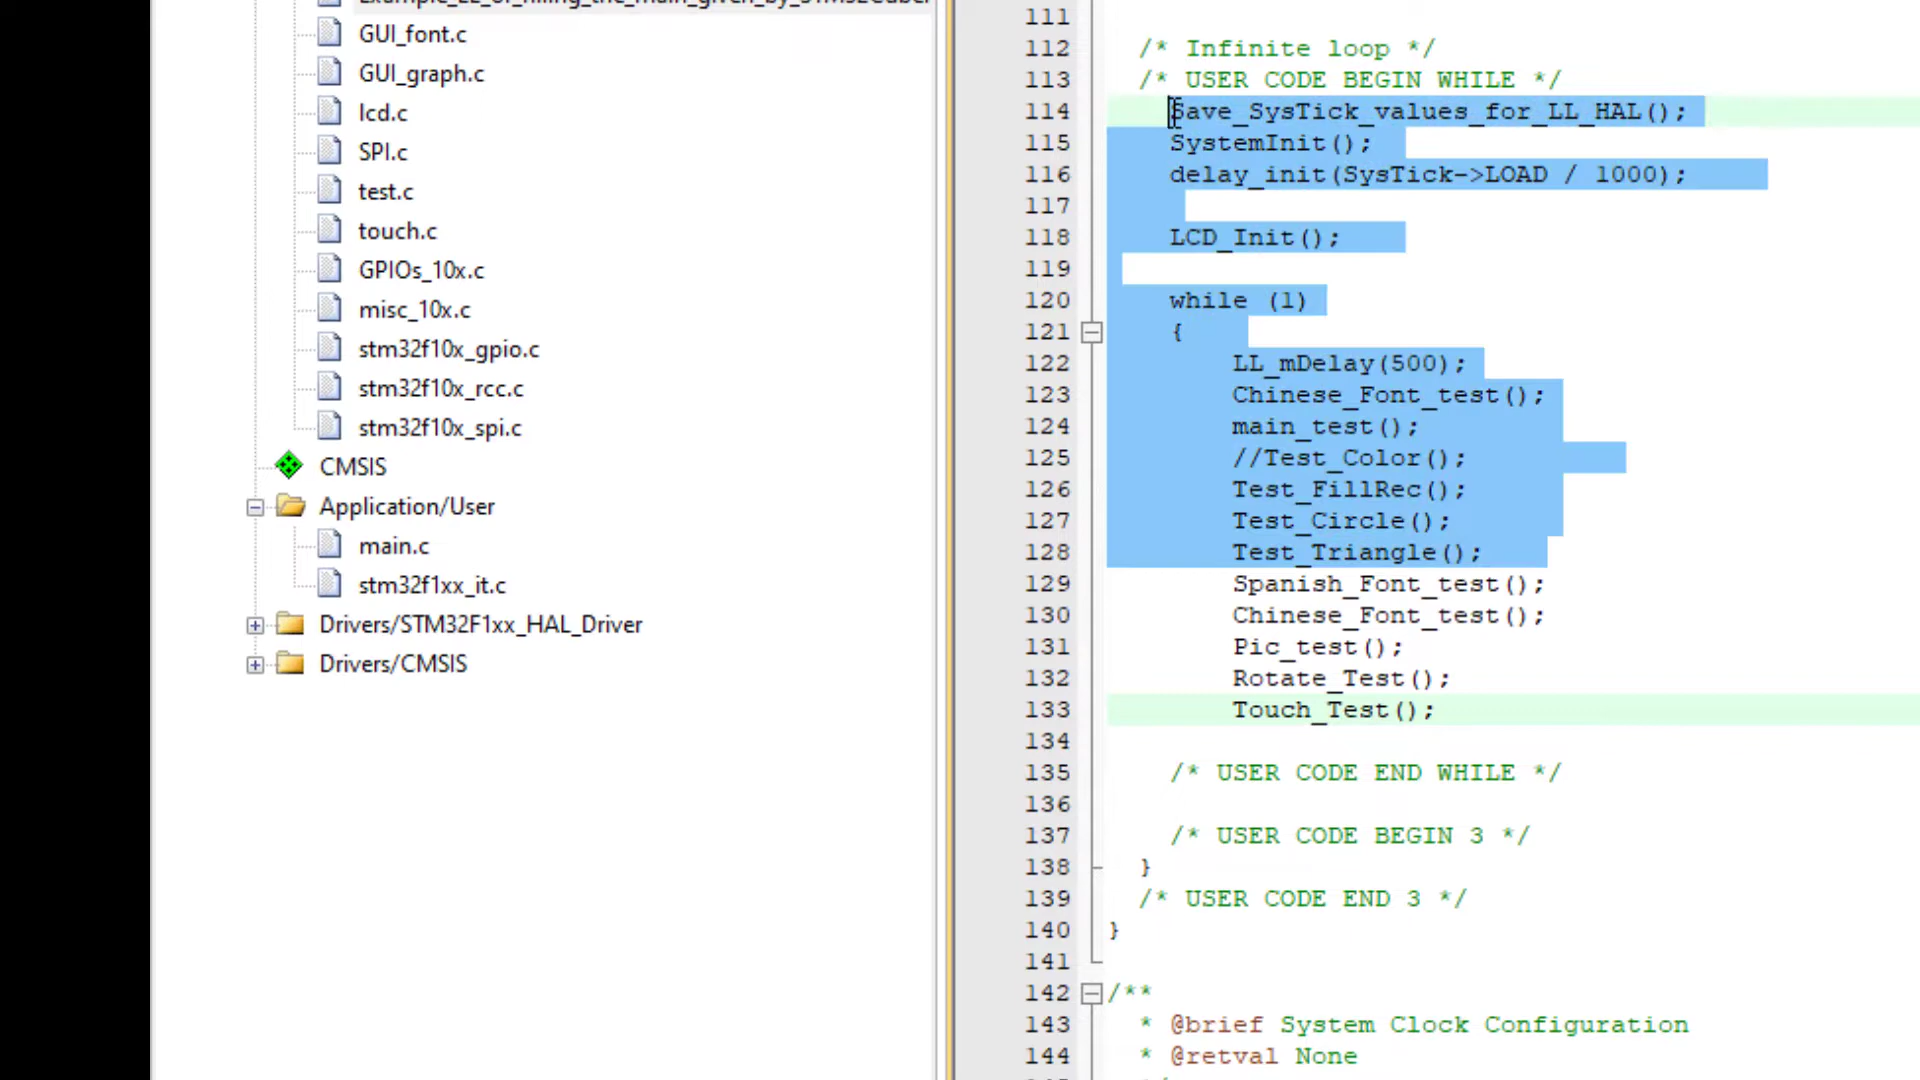 Example_LL_of_filling_the_main_given_by_STM32CubeI
GUI_font.c
GUI_graph.c
lcd.c
SPI.c
test.c
touch.c
GPIOs_10x.c
misc_10x.c
stm32f10x_gpio.c
stm32f10x_rcc.c
stm32f10x_spi.c
CMSIS
Application/User
main.c
stm32f1xx_it.c
Drivers/STM32F1xx_HAL_Driver
Drivers/CMSIS
111
112 /* Infinite loop */
113 /* USER CODE BEGIN WHILE */
114 Save_SysTick_values_for_LL_HAL();
115 SystemInit();
116 delay_init(SysTick->LOAD / 1000);
117
118 LCD_Init();
119
120 while (1)
121 {
122 LL_mDelay(500);
123 Chinese_Font_test();
124 main_test();
125 //Test_Color();
126 Test_FillRec();
127 Test_Circle();
128 Test_Triangle();
129 Spanish_Font_test();
130 Chinese_Font_test();
131 Pic_test();
132 Rotate_Test();
133 Touch_Test();
134
135 /* USER CODE END WHILE */
136
137 /* USER CODE BEGIN 3 */
138 }
139 /* USER CODE END 3 */
140 }
141
142 /**
143 * @brief System Clock Configuration
144 * @retval None